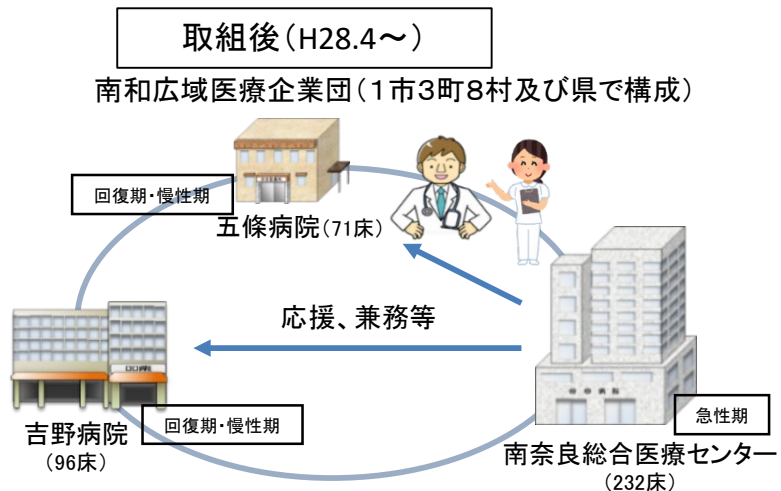 取組後（H28.4～）
南和広域医療企業団（１市３町８村及び県で構成）
回復期・慢性期
五條病院（71床）
応援、兼務等
吉野病院
（96床）
回復期・慢性期
急性期
南奈良総合医療センター
（232床）